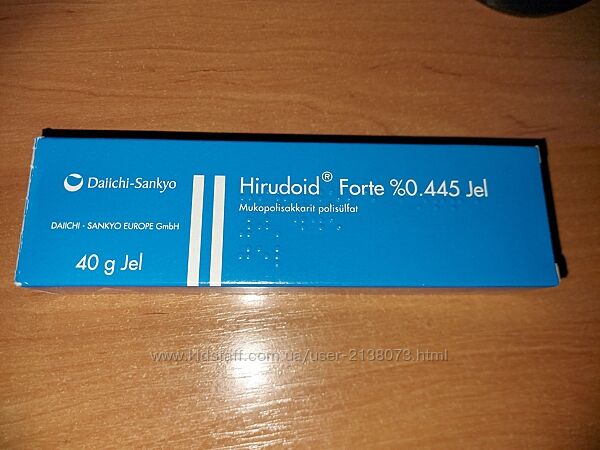 Daiichi-Sankyo
DAIICHI - SANKYO EUROPE GmbH
40 g Jel
Hirudoid® Forte %0.445 Jel
Mukopolisakkarit polisülfat
www.kidstaff.com.ua/user-2138073.html